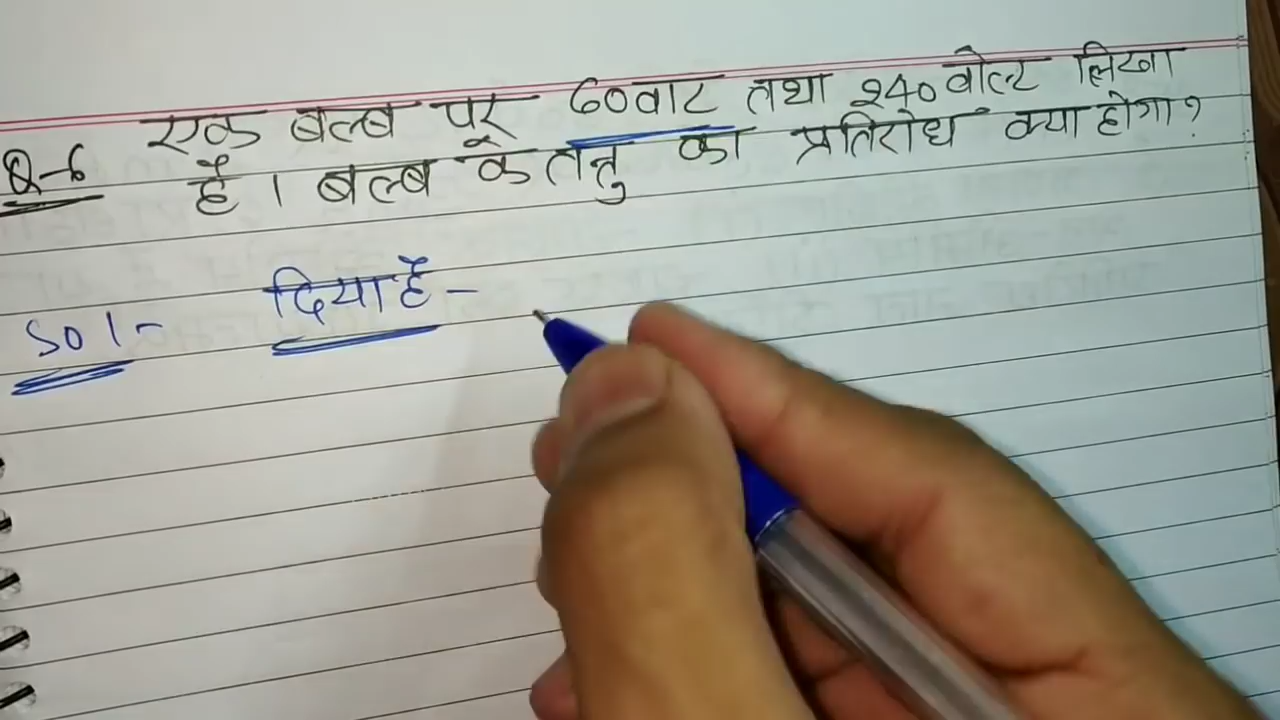 Q-6 एक बल्ब पर 60वाट तथा 240वोल्ट लिखा
है । बल्ब के तन्तु का प्रतिरोध क्या होगा ?
Sol- दिया है -